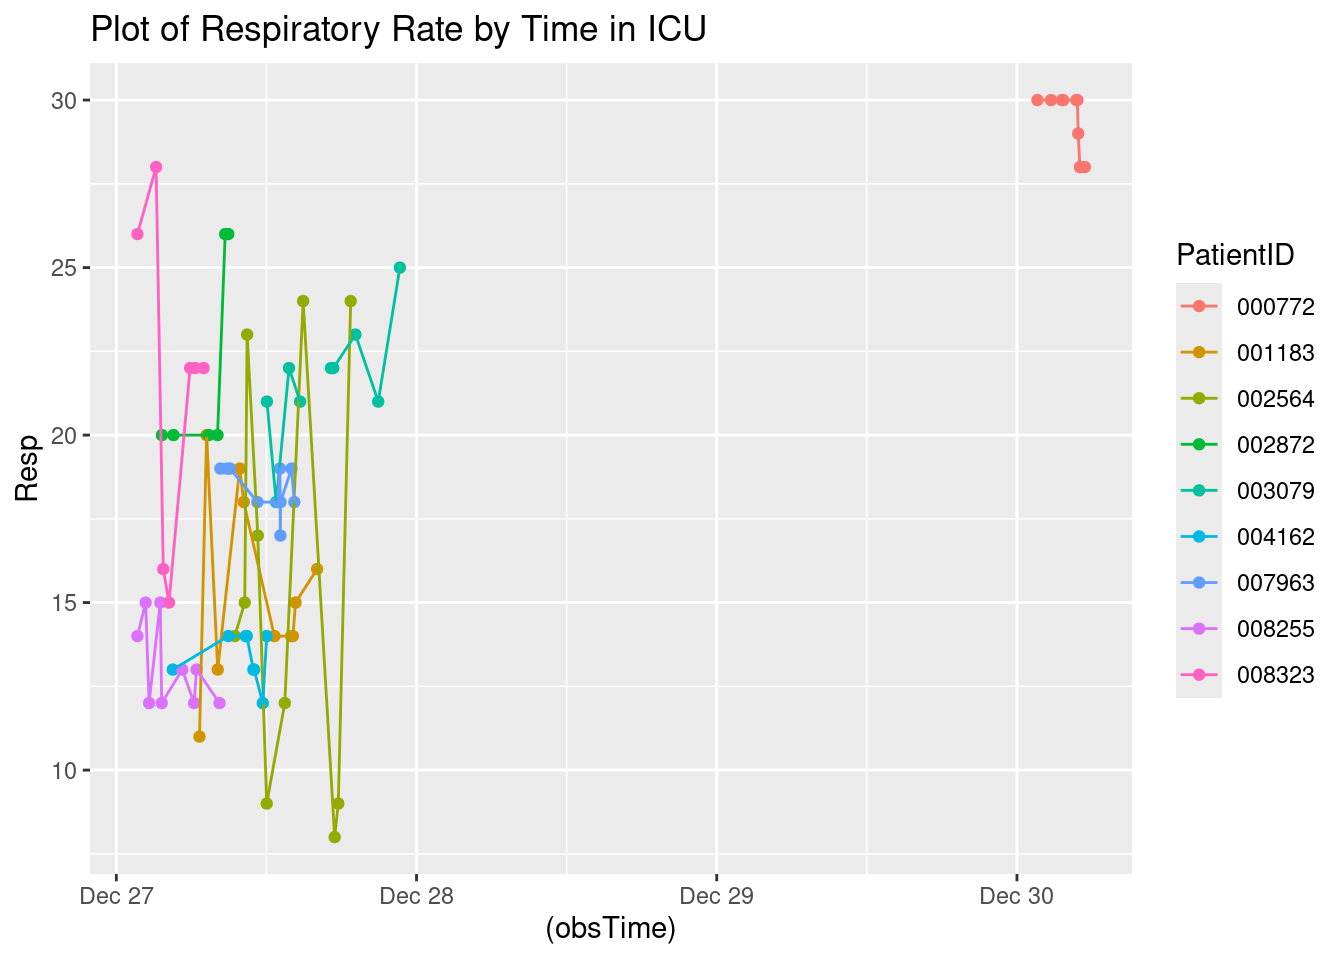 Plot of Respiratory Rate by Time in ICU
30
25
20
15
10
Resp
Dec 27
Dec 28
Dec 29
Dec 30
(obsTime)
PatientID
000772
001183
002564
002872
003079
004162
007963
008255
008323